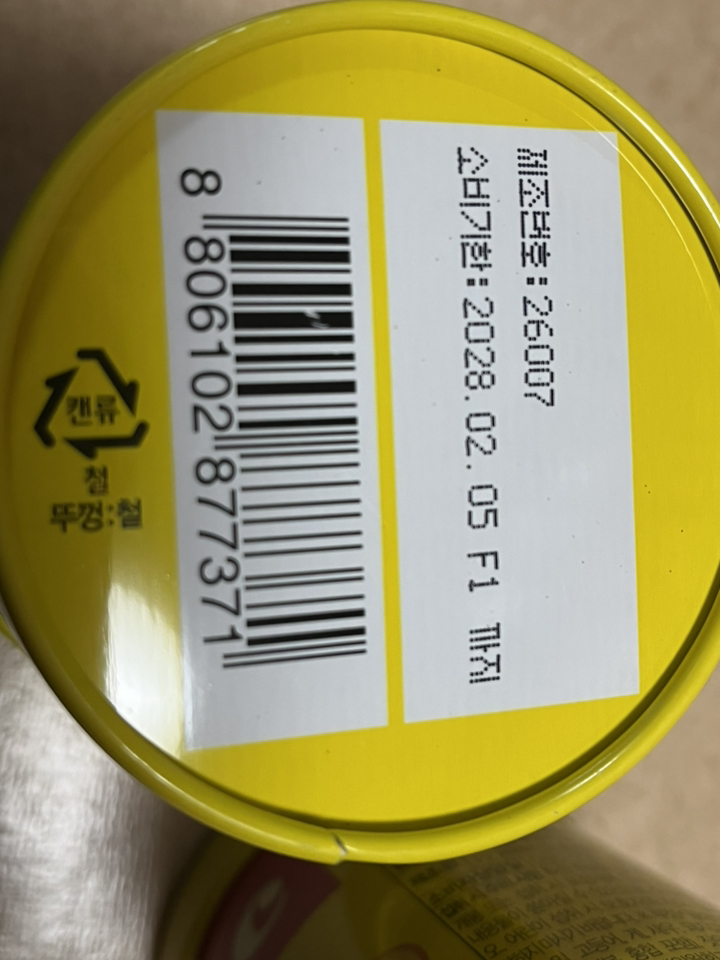 제조번호:26007
소비기한:2028.02.05 F1 까지
8 806102 877371
캔류
철
뚜껑:철